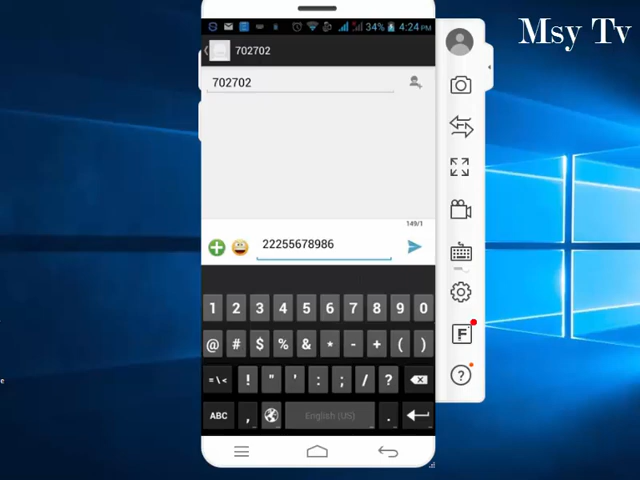 Msy Tv
34% 4:24 PM
702702
702702
149/1
22255678986
1 2 3 4 5 6 7 8 9 0
@ # $ % & * - + ( )
= \ < ! " ' : ; / ?
ABC , English (US) .
F
?
e